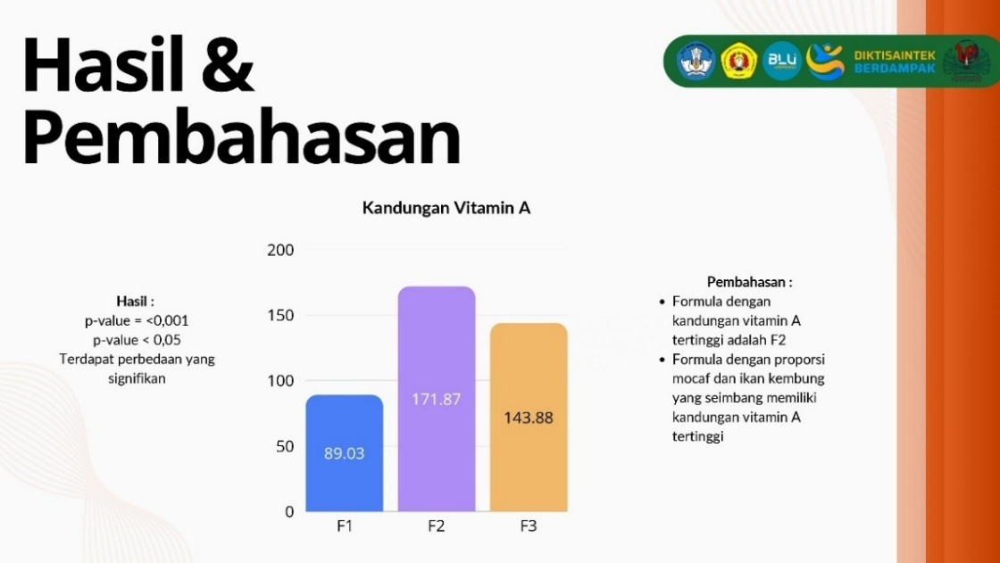 Hasil &
Pembahasan
BLU
DIKTISAINTEK
BERDAMPAK
Kandungan Vitamin A
Hasil :
p-value = <0,001
p-value < 0,05
Terdapat perbedaan yang
signifikan
200
150
100
50
0
89.03
171.87
143.88
F1
F2
F3
Pembahasan :
• Formula dengan
kandungan vitamin A
tertinggi adalah F2
• Formula dengan proporsi
mocaf dan ikan kembung
yang seimbang memiliki
kandungan vitamin A
tertinggi